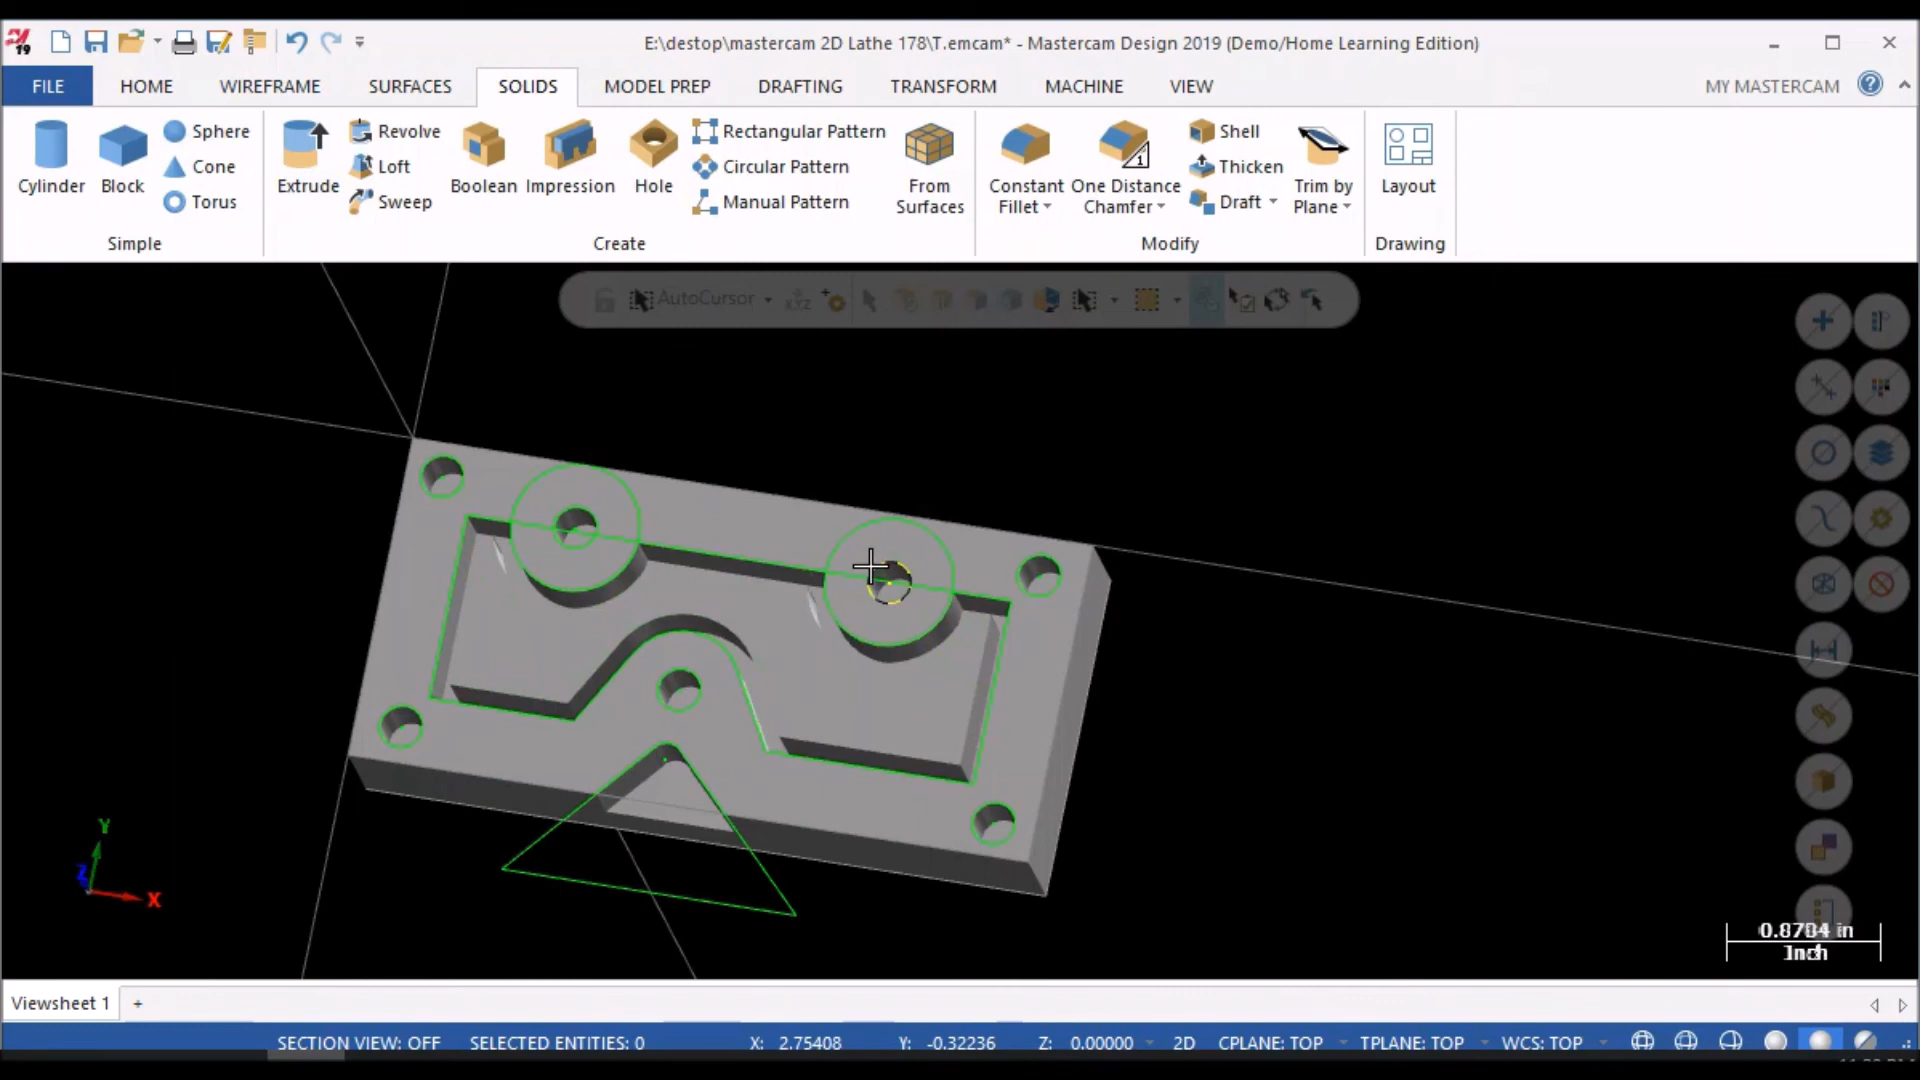 19
E:\destop\mastercam 2D Lathe 178\T.emcam* - Mastercam Design 2019 (Demo/Home Learning Edition)
FILE HOME WIREFRAME SURFACES SOLIDS MODEL PREP DRAFTING TRANSFORM MACHINE VIEW MY MASTERCAM
Cylinder Block Sphere Cone Torus
Simple
Extrude Revolve Loft Sweep Boolean Impression Hole Rectangular Pattern Circular Pattern Manual Pattern From Surfaces
Create
Constant Fillet One Distance Chamfer 1 Shell Thicken Draft Trim by Plane
Modify
Layout
Drawing
AutoCursor XYZ
Y
Z
X
in
Inch
Viewsheet 1 +
SECTION VIEW: OFF SELECTED ENTITIES: 0 X: 2.75408 Y: -0.32236 Z: 0.00000 2D CPLANE: TOP TPLANE: TOP WCS: TOP